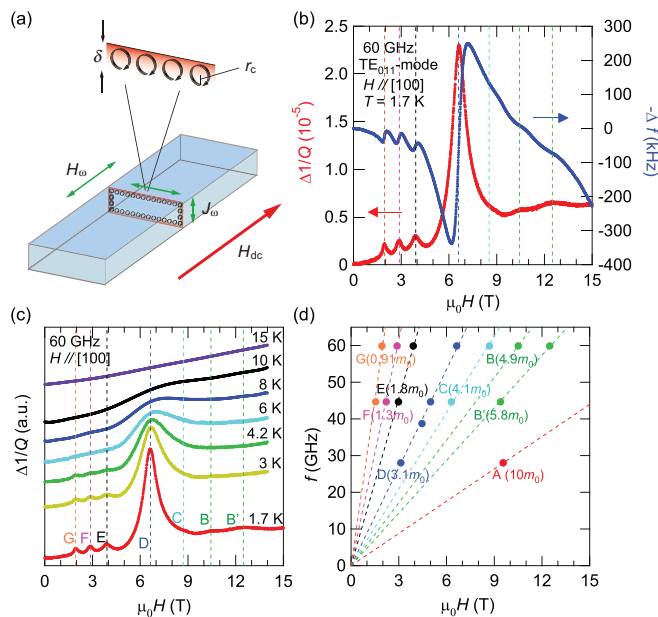 (a)
δ
r_c
H_ω
J_ω
H_dc
(b)
2.5
2.0
1.5
1.0
0.5
0
Δ1/Q (10⁻⁵)
60 GHz
TE₀₁₁-mode
H // [100]
T = 1.7 K
300
200
100
0
-100
-200
-300
-400
-Δ f (kHz)
0 3 6 9 12 15
μ₀H (T)
(c)
60 GHz
H // [100]
Δ1/Q (a.u.)
15 K
10 K
8 K
6 K
4.2 K
3 K
1.7 K
G F E D C B B'
0 3 6 9 12 15
μ₀H (T)
(d)
60
50
40
30
20
10
0
f (GHz)
G(0.91m₀)
F(1.3m₀)
E(1.8m₀)
D(3.1m₀)
C(4.1m₀)
B(4.9m₀)
B'(5.8m₀)
A (10m₀)
0 3 6 9 12 15
μ₀H (T)